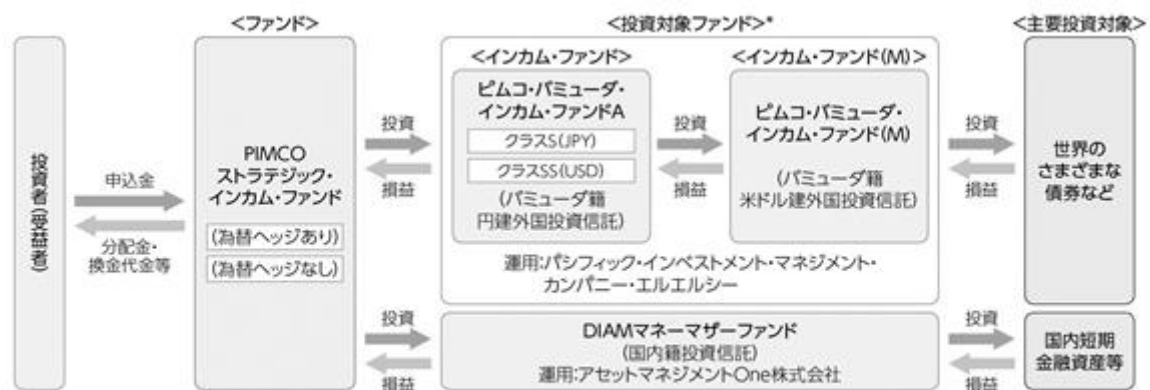 <ファンド>
<投資対象ファンド>*
<主要投資対象>
投資者(受益者)
申込金
分配金・
換金代金等
PIMCO
ストラテジック・
インカム・ファンド
(為替ヘッジあり)
(為替ヘッジなし)
投資
損益
<インカム・ファンド>
ピムコ・バミューダ・
インカム・ファンドA
クラスS(JPY)
クラスSS(USD)
(バミューダ籍
円建外国投資信託)
投資
損益
<インカム・ファンド(M)>
ピムコ・バミューダ・
インカム・ファンド(M)
(バミューダ籍
米ドル建外国投資信託)
運用:パシフィック・インベストメント・マネジメント・
カンパニー・エルエルシー
投資
損益
世界の
さまざまな
債券など
投資
損益
DIAMマネーマザーファンド
(国内籍投資信託)
運用:アセットマネジメントOne株式会社
投資
損益
国内短期
金融資産等